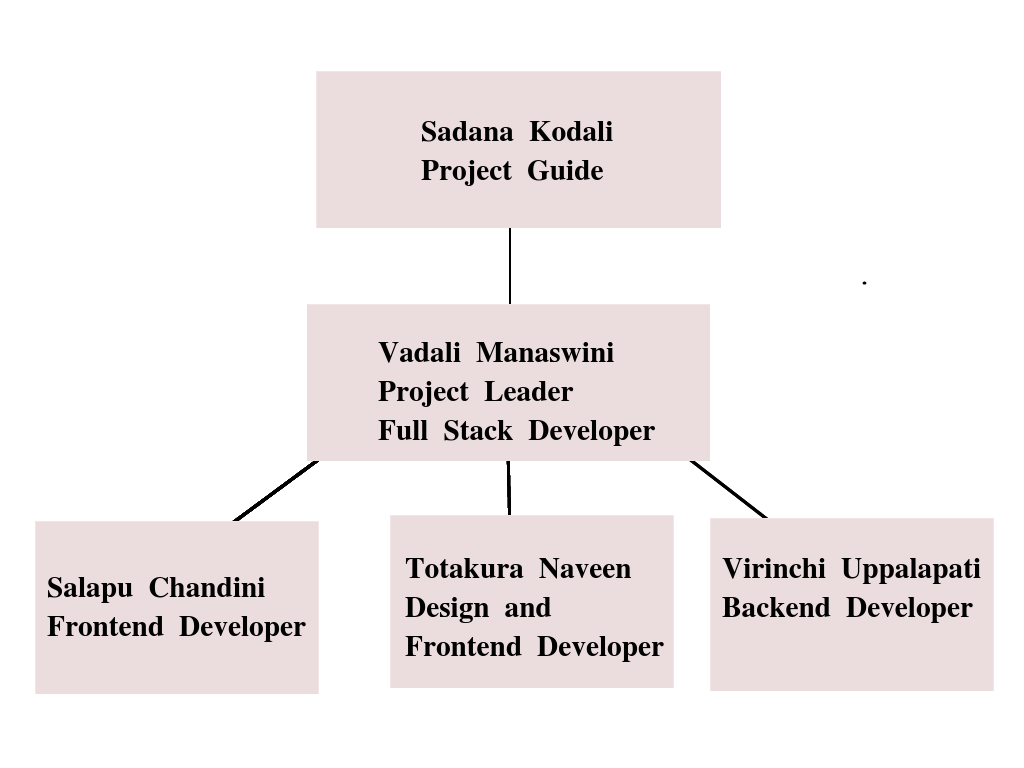 Sadana Kodali
Project Guide
Vadali Manaswini
Project Leader
Full Stack Developer
Salapu Chandini
Frontend Developer
Totakura Naveen
Design and
Frontend Developer
Virinchi Uppalapati
Backend Developer